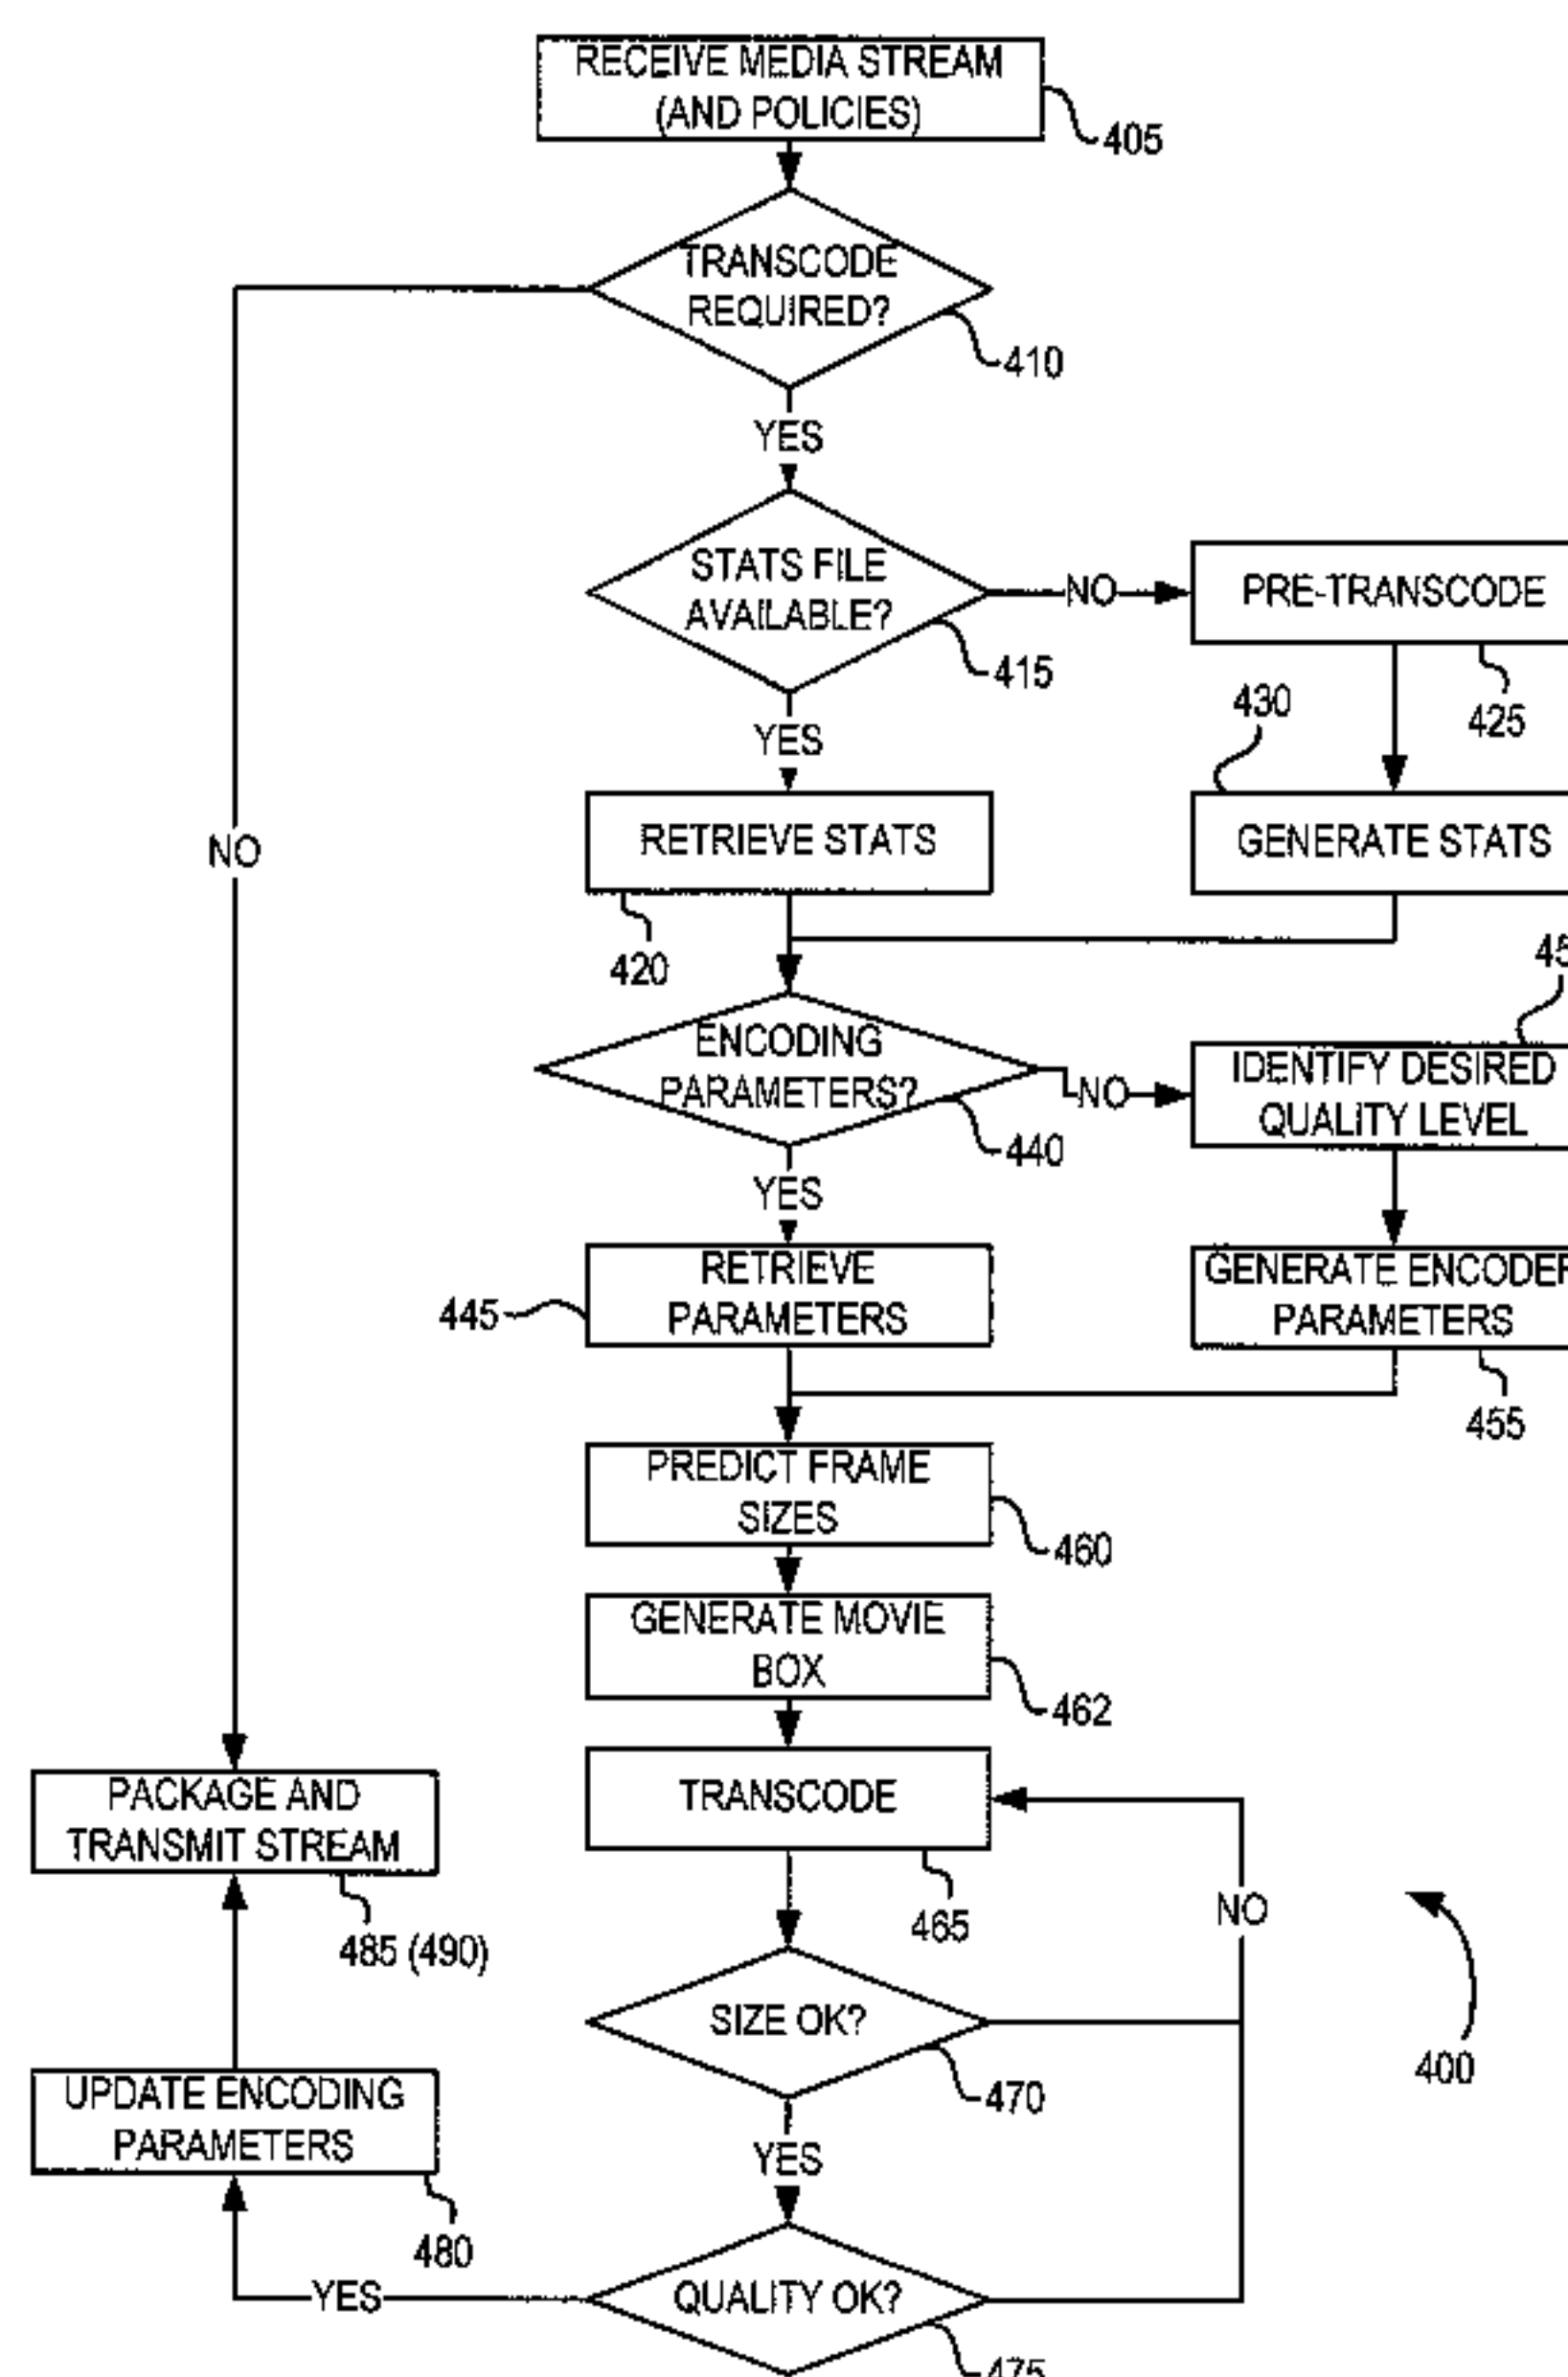 RECEIVE MEDIA STREAM
(AND POLICIES)
405
TRANSCODE
REQUIRED?
410
YES
STATS FILE
AVAILABLE?
NO
PRE-TRANSCODE
415
425
430
YES
NO
RETRIEVE STATS
GENERATE STATS
420
ENCODING
PARAMETERS?
NO
IDENTIFY DESIRED
QUALITY LEVEL
440
YES
RETRIEVE
PARAMETERS
445
GENERATE ENCODER
PARAMETERS
455
PREDICT FRAME
SIZES
460
GENERATE MOVIE
BOX
462
PACKAGE AND
TRANSMIT STREAM
TRANSCODE
465
NO
485 (490)
SIZE OK?
470
400
UPDATE ENCODING
PARAMETERS
YES
480
YES
QUALITY OK?
475